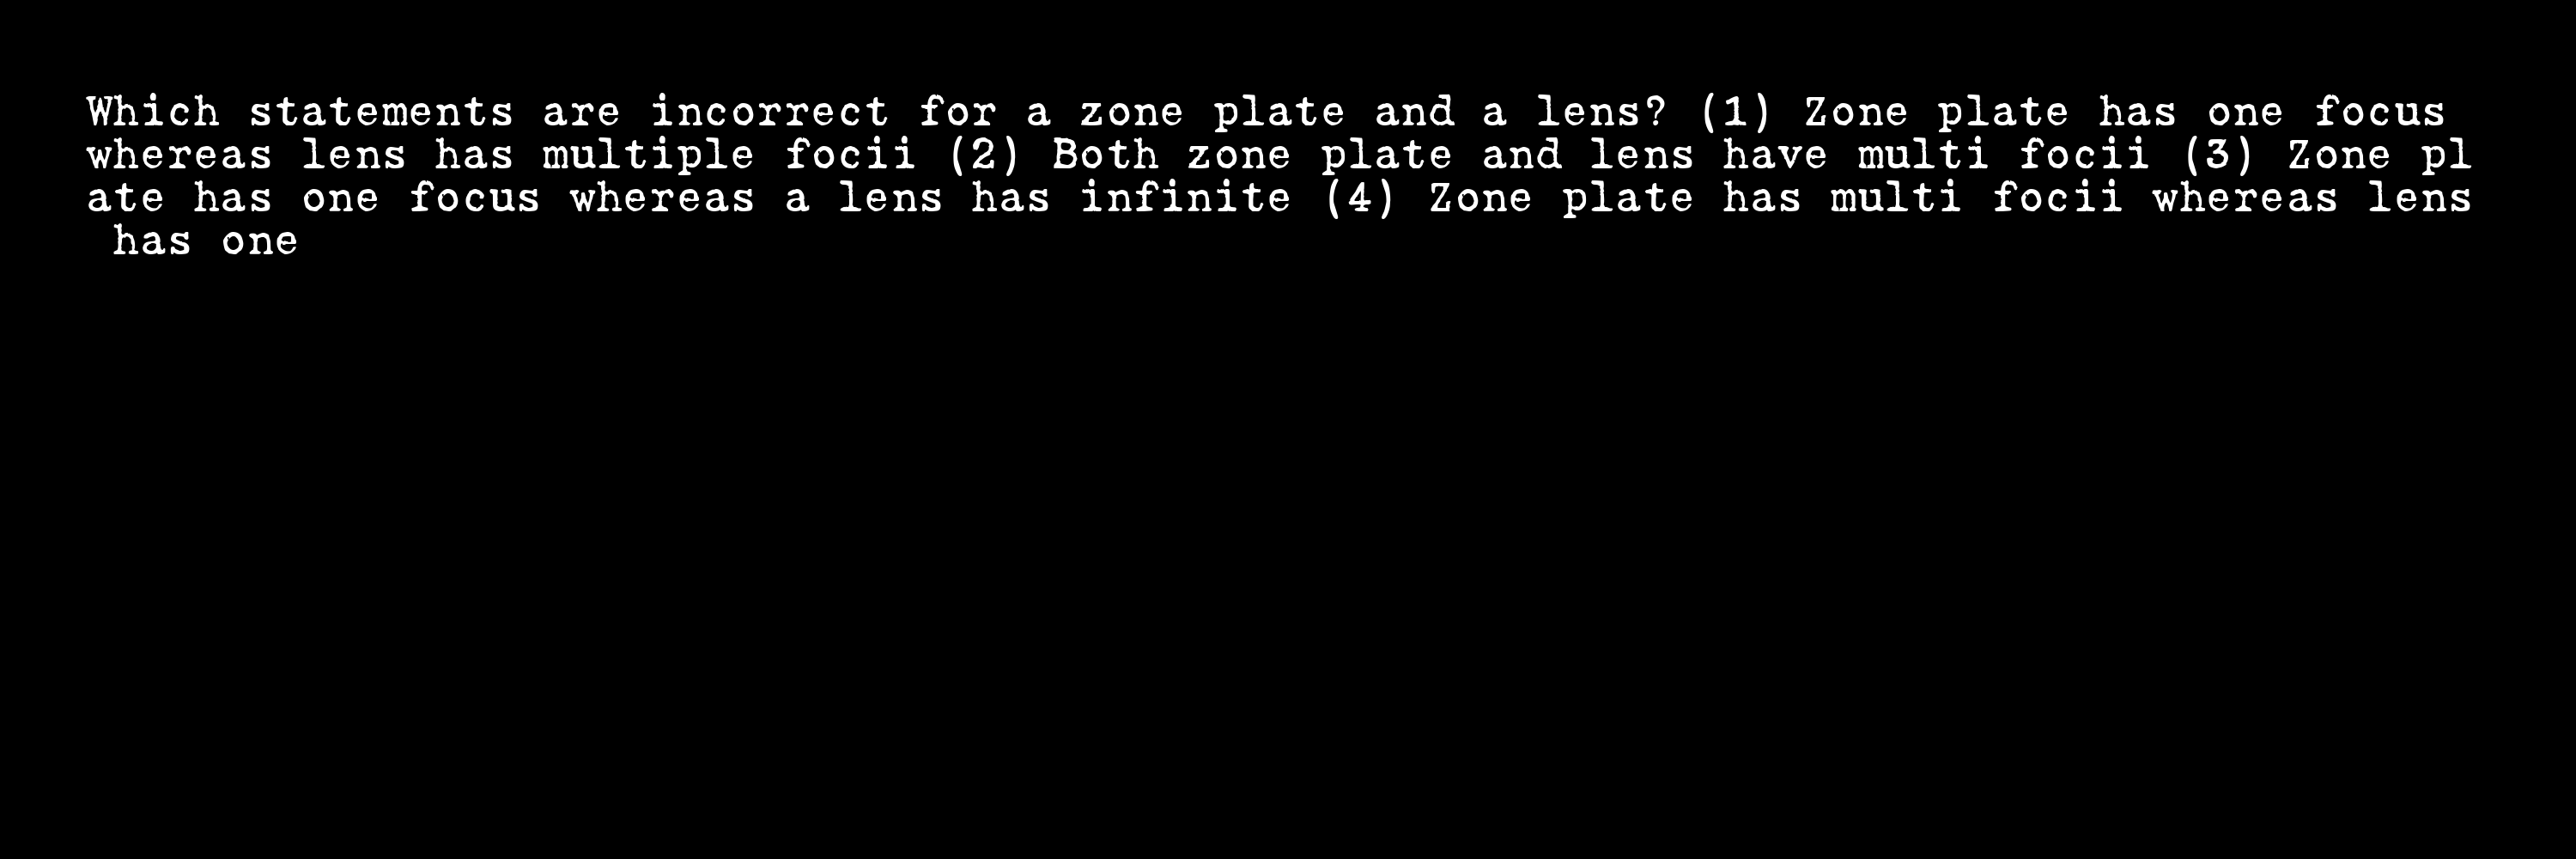 Which statements are incorrect for a zone plate and a lens? (1) Zone plate has one focus
whereas lens has multiple focii (2) Both zone plate and lens have multi focii (3) Zone pl
ate has one focus whereas a lens has infinite (4) Zone plate has multi focii whereas lens
 has one